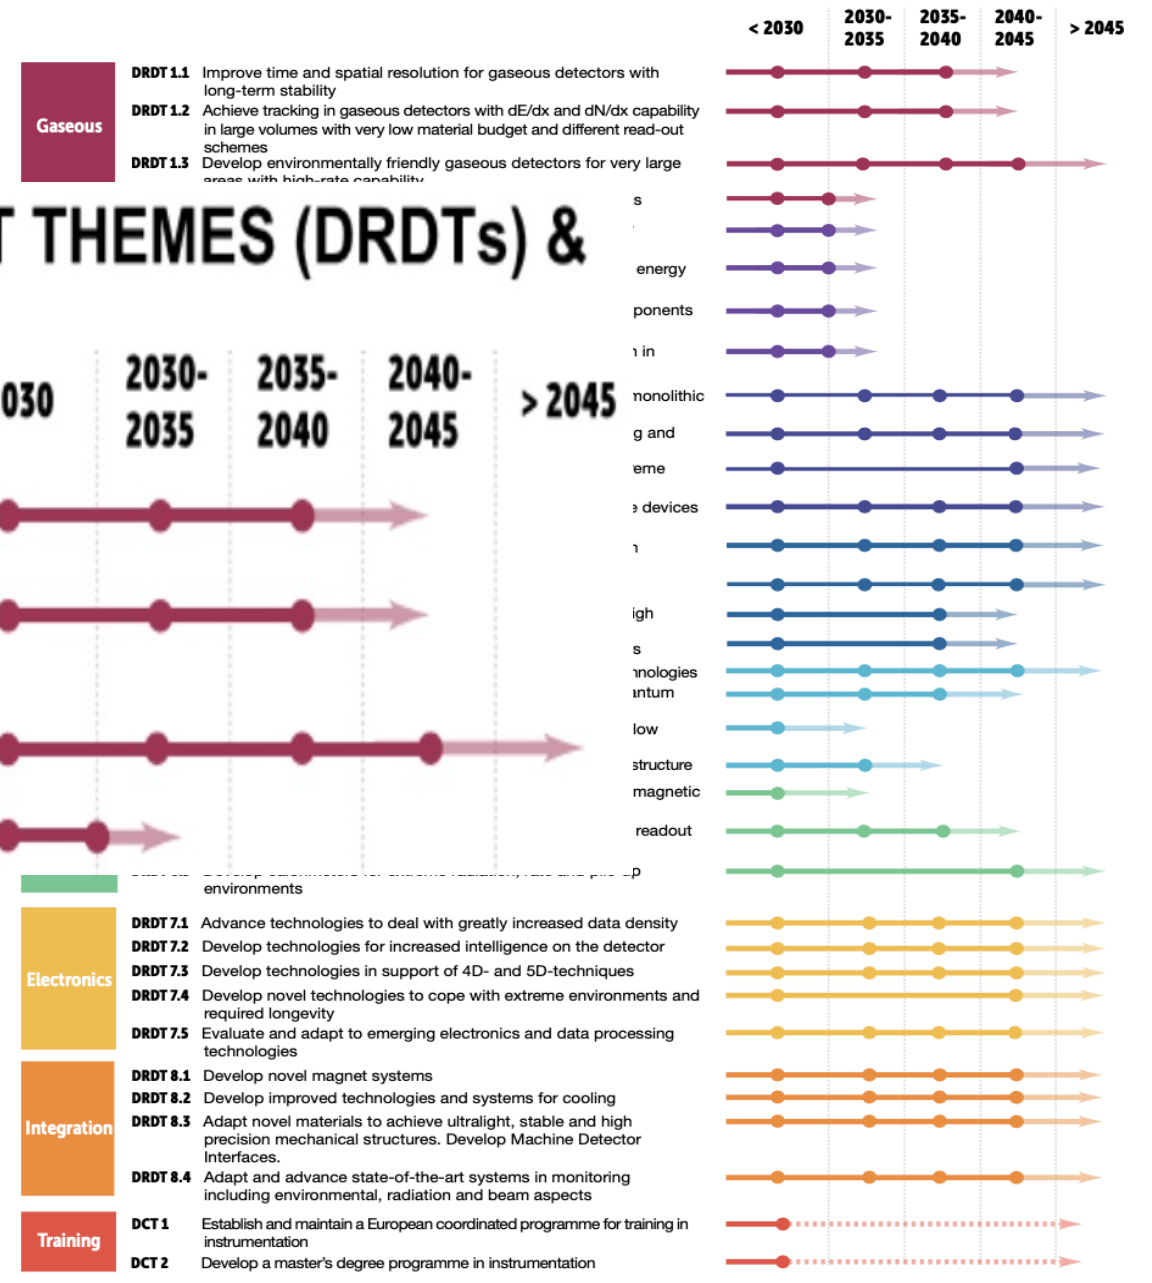 < 2030
2030-
2035
2035-
2040
2040-
2045
> 2045
Gaseous
DRDT 1.1 Improve time and spatial resolution for gaseous detectors with
long-term stability
DRDT 1.2 Achieve tracking in gaseous detectors with dE/dx and dN/dx capability
in large volumes with very low material budget and different read-out
schemes
DRDT 1.3 Develop environmentally friendly gaseous detectors for very large
areas with high-rate capability
s
T THEMES (DRDTs) &
energy
ponents
in
030
2030-
2035
2035-
2040
2040-
2045
> 2045
monolithic
g and
reme
devices
igh
s
nnologies
antum
low
structure
magnetic
readout
environments
Electronics
DRDT 7.1 Advance technologies to deal with greatly increased data density
DRDT 7.2 Develop technologies for increased intelligence on the detector
DRDT 7.3 Develop technologies in support of 4D- and 5D-techniques
DRDT 7.4 Develop novel technologies to cope with extreme environments and
required longevity
DRDT 7.5 Evaluate and adapt to emerging electronics and data processing
technologies
Integration
DRDT 8.1 Develop novel magnet systems
DRDT 8.2 Develop improved technologies and systems for cooling
DRDT 8.3 Adapt novel materials to achieve ultralight, stable and high
precision mechanical structures. Develop Machine Detector
Interfaces.
DRDT 8.4 Adapt and advance state-of-the-art systems in monitoring
including environmental, radiation and beam aspects
Training
DCT 1 Establish and maintain a European coordinated programme for training in
instrumentation
DCT 2 Develop a master's degree programme in instrumentation